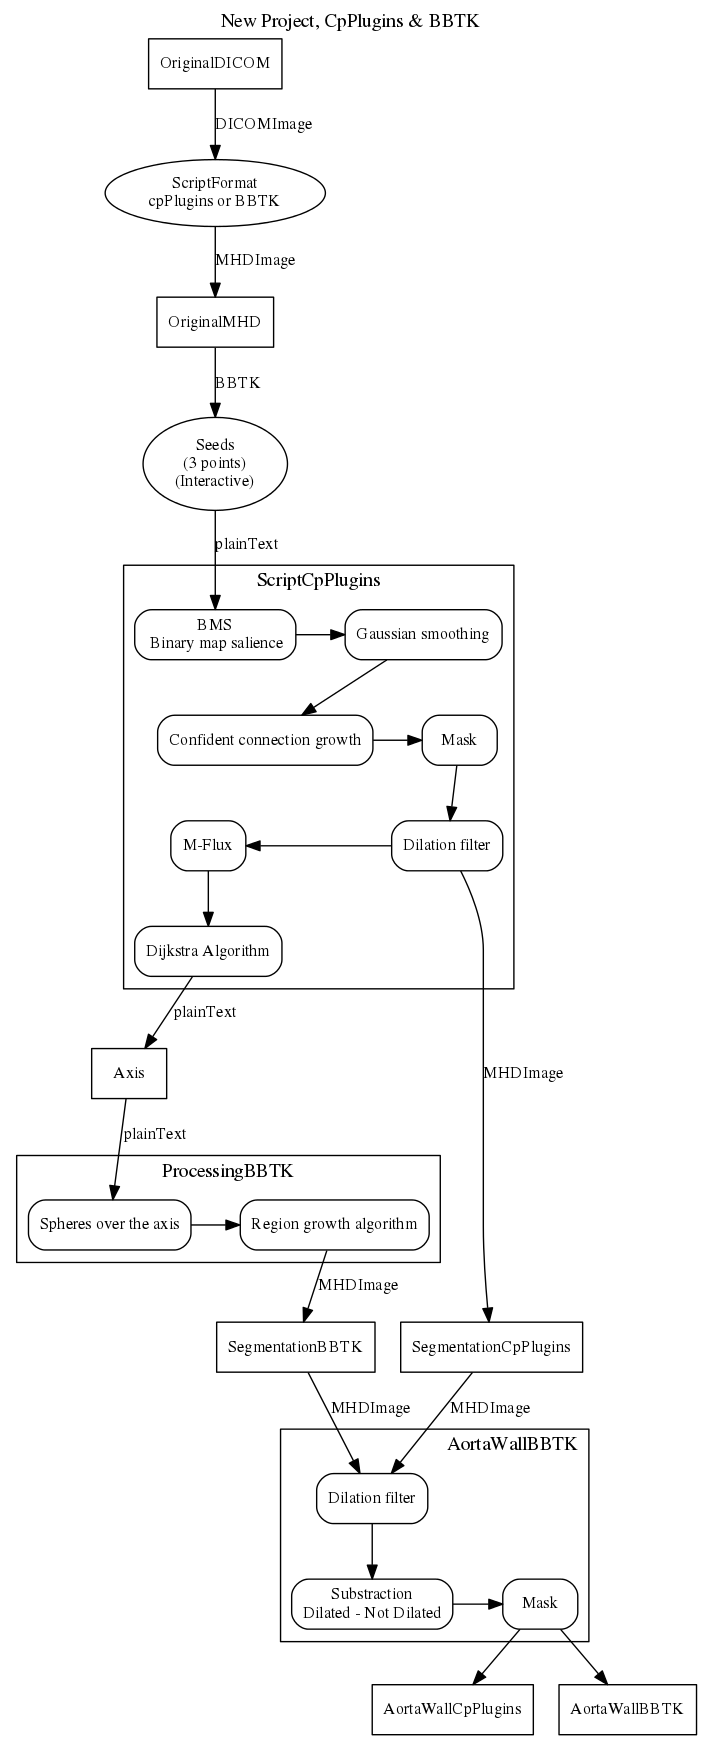 New Project, CpPlugins & BBTK
OriginalDICOM
DICOMImage
ScriptFormat
cpPlugins or BBTK
MHDImage
OriginalMHD
BBTK
Seeds
(3 points)
(Interactive)
plainText
ScriptCpPlugins
BMS
Binary map salience
Gaussian smoothing
Confident connection growth
Mask
M-Flux
Dilation filter
Dijkstra Algorithm
plainText
Axis
MHDImage
plainText
ProcessingBBTK
Spheres over the axis
Region growth algorithm
MHDImage
SegmentationBBTK
SegmentationCpPlugins
MHDImage
MHDImage
AortaWallBBTK
Dilation filter
Substraction
Dilated - Not Dilated
Mask
AortaWallCpPlugins
AortaWallBBTK